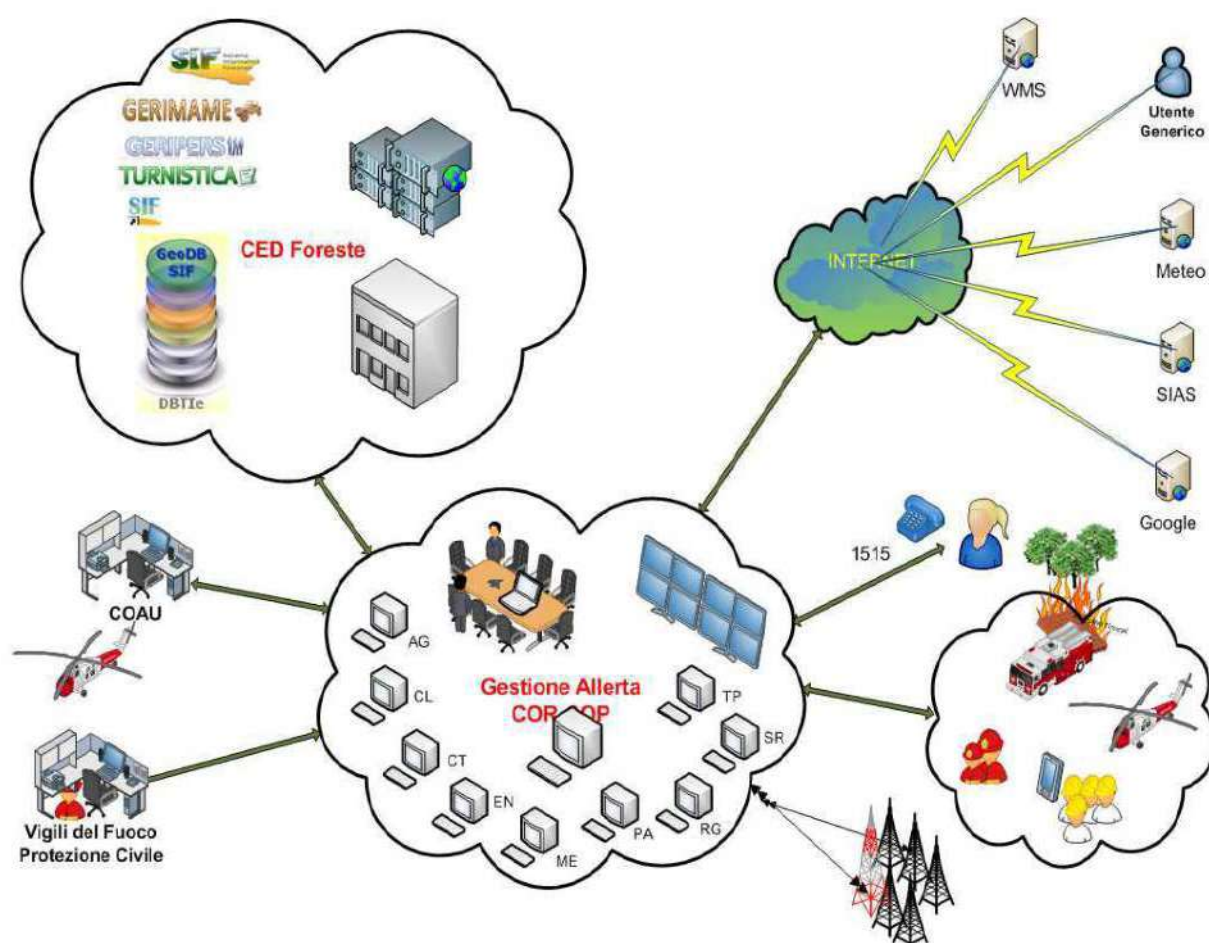 SIF
GERIMAME
GERIPERS
TURNISTICA
SIF
CED Foreste
GeoDB
SIF
DBTIe
WMS
Utente
Generico
INTERNET
Meteo
SIAS
Google
1515
COAU
Vigili del Fuoco
Protezione Civile
Gestione Allerta
COR
AG
CL
CT
EN
ME
PA
RG
SR
TP